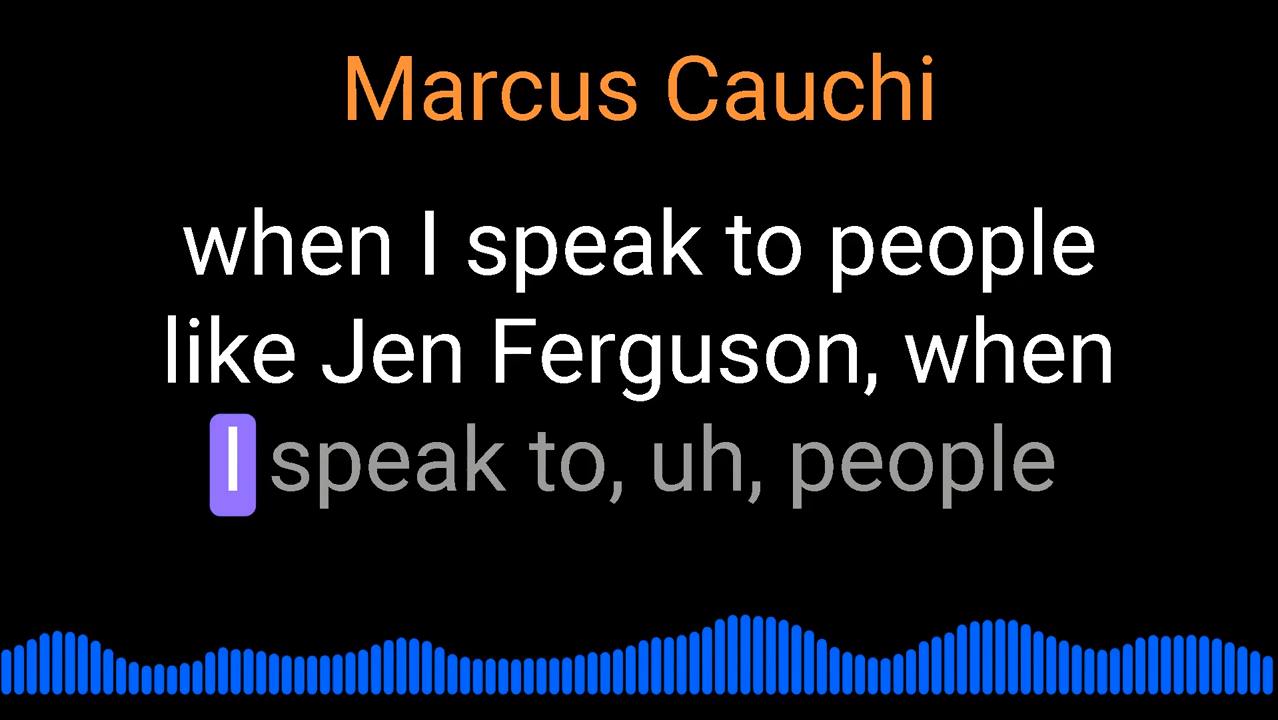 Marcus Cauchi
when I speak to people
like Jen Ferguson, when
I speak to, uh, people